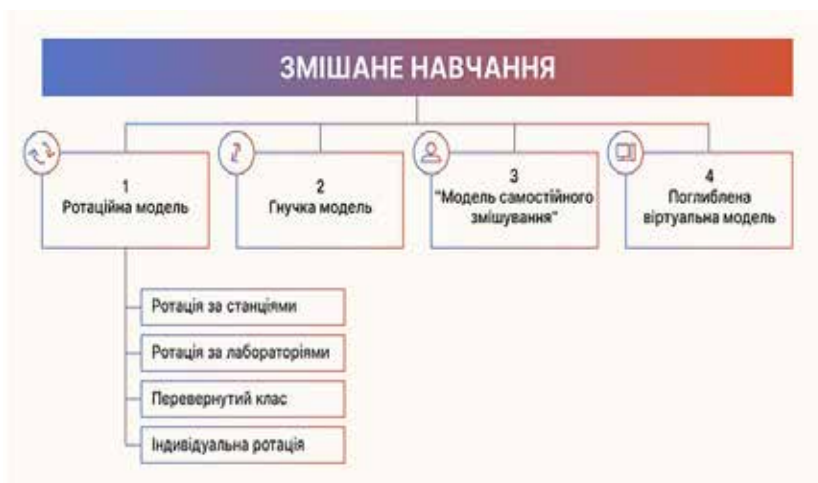 ЗМІШАНЕ НАВЧАННЯ
1
Ротаційна модель
2
Гнучка модель
3
"Модель самостійного
змішування"
4
Поглиблена
віртуальна модель
Ротація за станціями
Ротація за лабораторіями
Перевернутий клас
Індивідуальна ротація